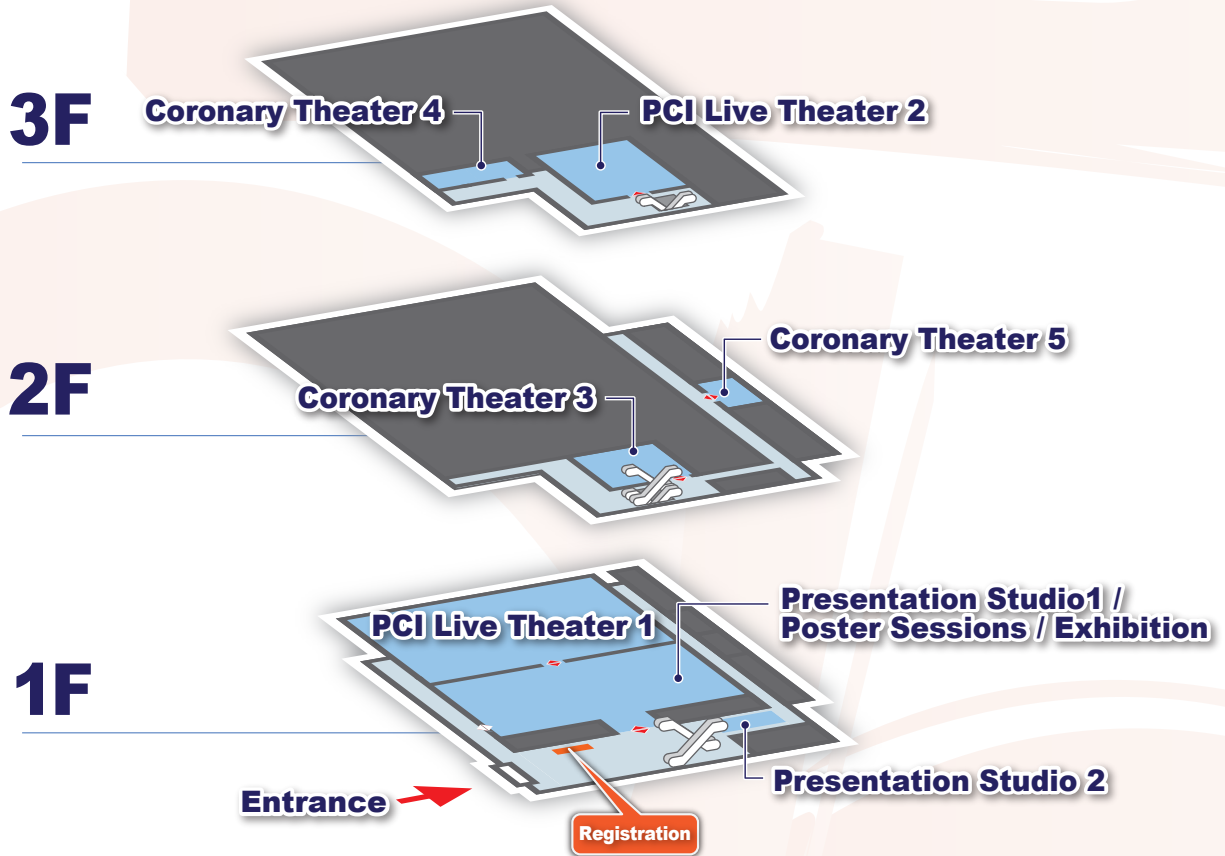 3F
Coronary Theater 4
PCI Live Theater 2
2F
Coronary Theater 5
Coronary Theater 3
1F
PCI Live Theater 1
Presentation Studio1 /
Poster Sessions / Exhibition
Presentation Studio 2
Entrance
Registration